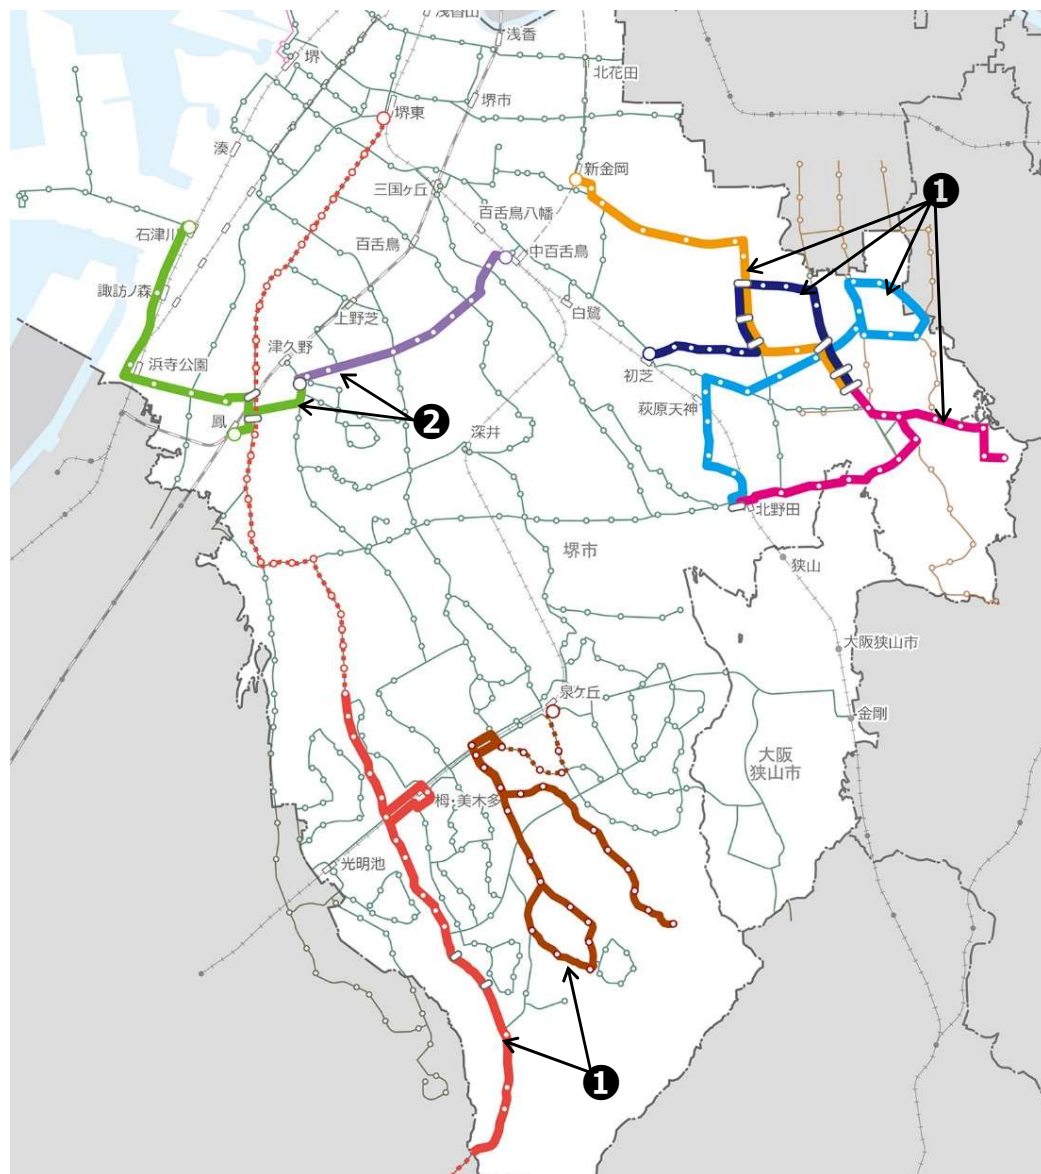 浅香山
浅香
堺
北花田
堺市
堺東
湊
新金岡
三国ヶ丘
❶
百舌鳥八幡
石津川
百舌鳥
中百舌鳥
諏訪ノ森
白鷺
上野芝
津久野
浜寺公園
初芝
萩原天神
鳳
❷
深井
北野田
堺市
狭山
大阪狭山市
泉ケ丘
金剛
大阪
狭山市
栂・美木多
光明池
❶